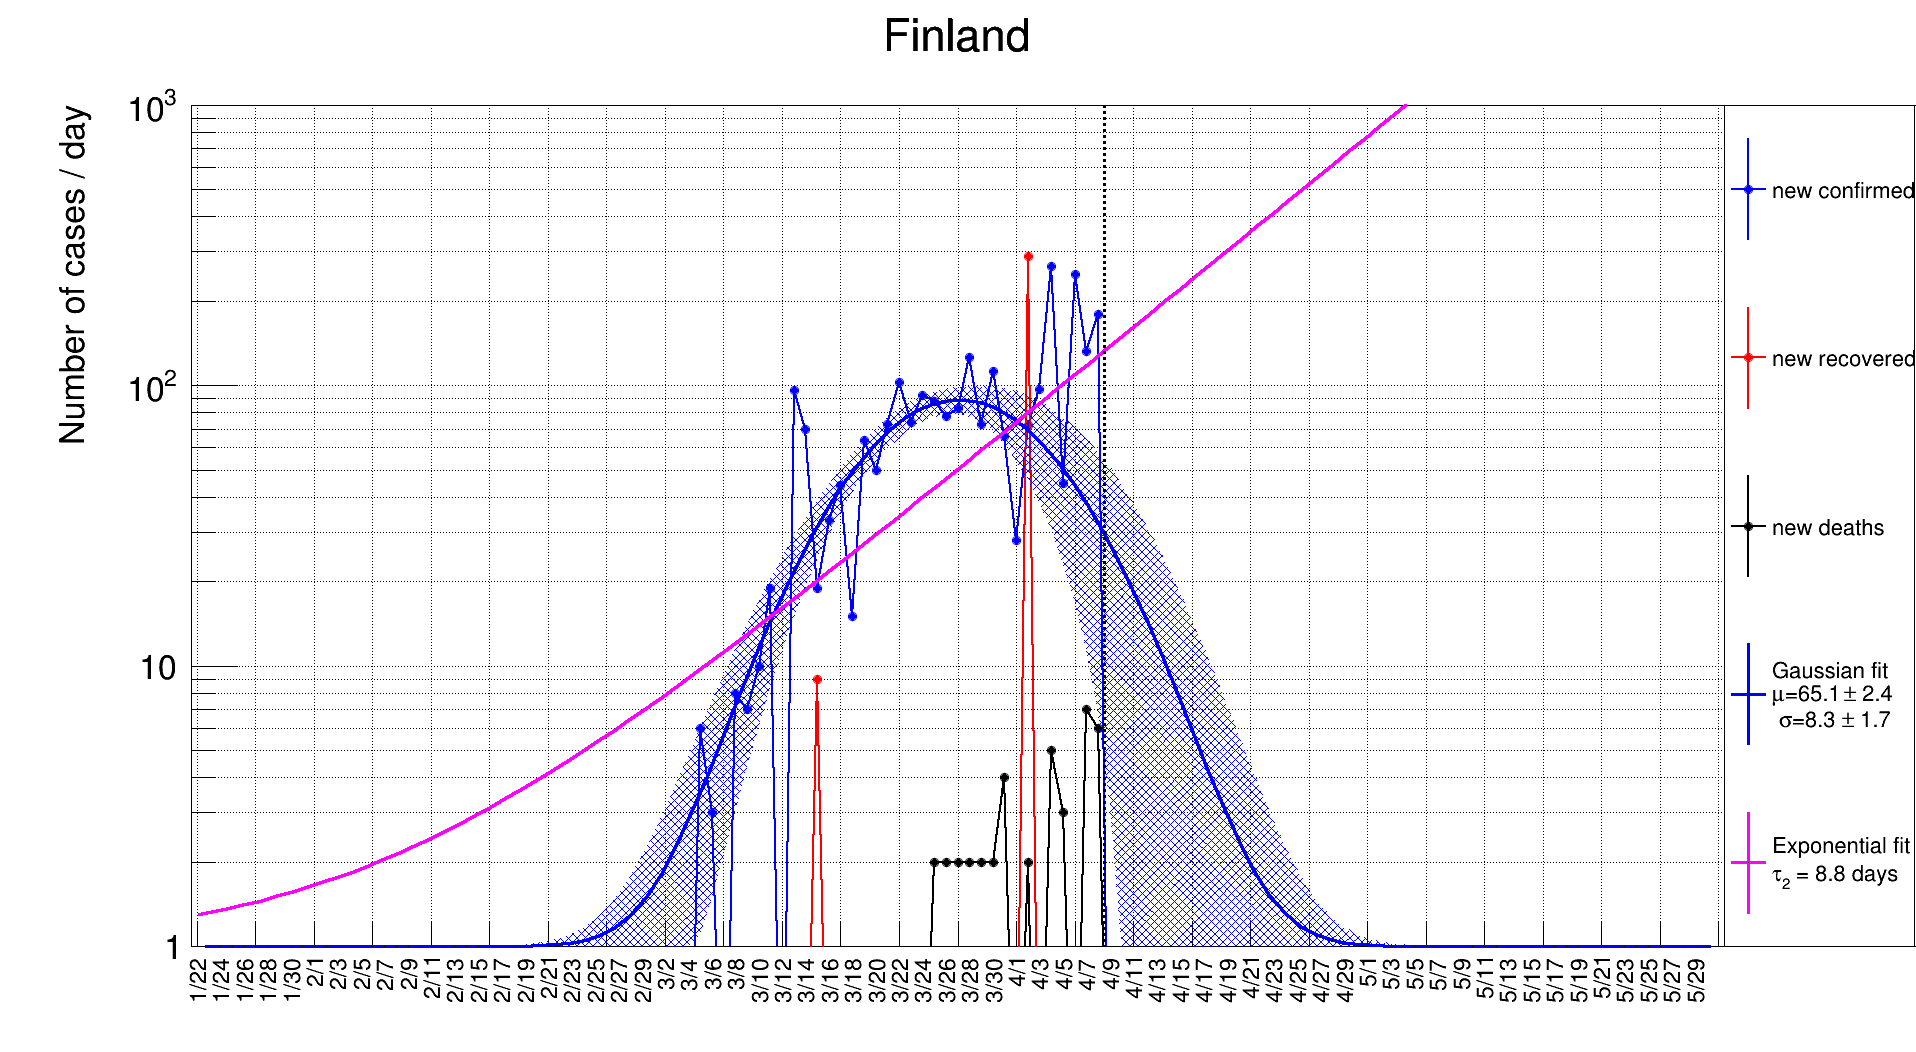 Finland
Number of cases / day
10³
10²
10
1
1/22 1/24 1/26 1/28 1/30 2/1 2/3 2/5 2/7 2/9 2/11 2/13 2/15 2/17 2/19 2/21 2/23 2/25 2/27 2/29 3/2 3/4 3/6 3/8 3/10 3/12 3/14 3/16 3/18 3/20 3/22 3/24 3/26 3/28 3/30 4/1 4/3 4/5 4/7 4/9 4/11 4/13 4/15 4/17 4/19 4/21 4/23 4/25 4/27 4/29 5/1 5/3 5/5 5/7 5/9 5/11 5/13 5/15 5/17 5/19 5/21 5/23 5/25 5/27 5/29
new confirmed
new recovered
new deaths
Gaussian fit
μ=65.1 ± 2.4
σ=8.3 ± 1.7
Exponential fit
τ₂ = 8.8 days